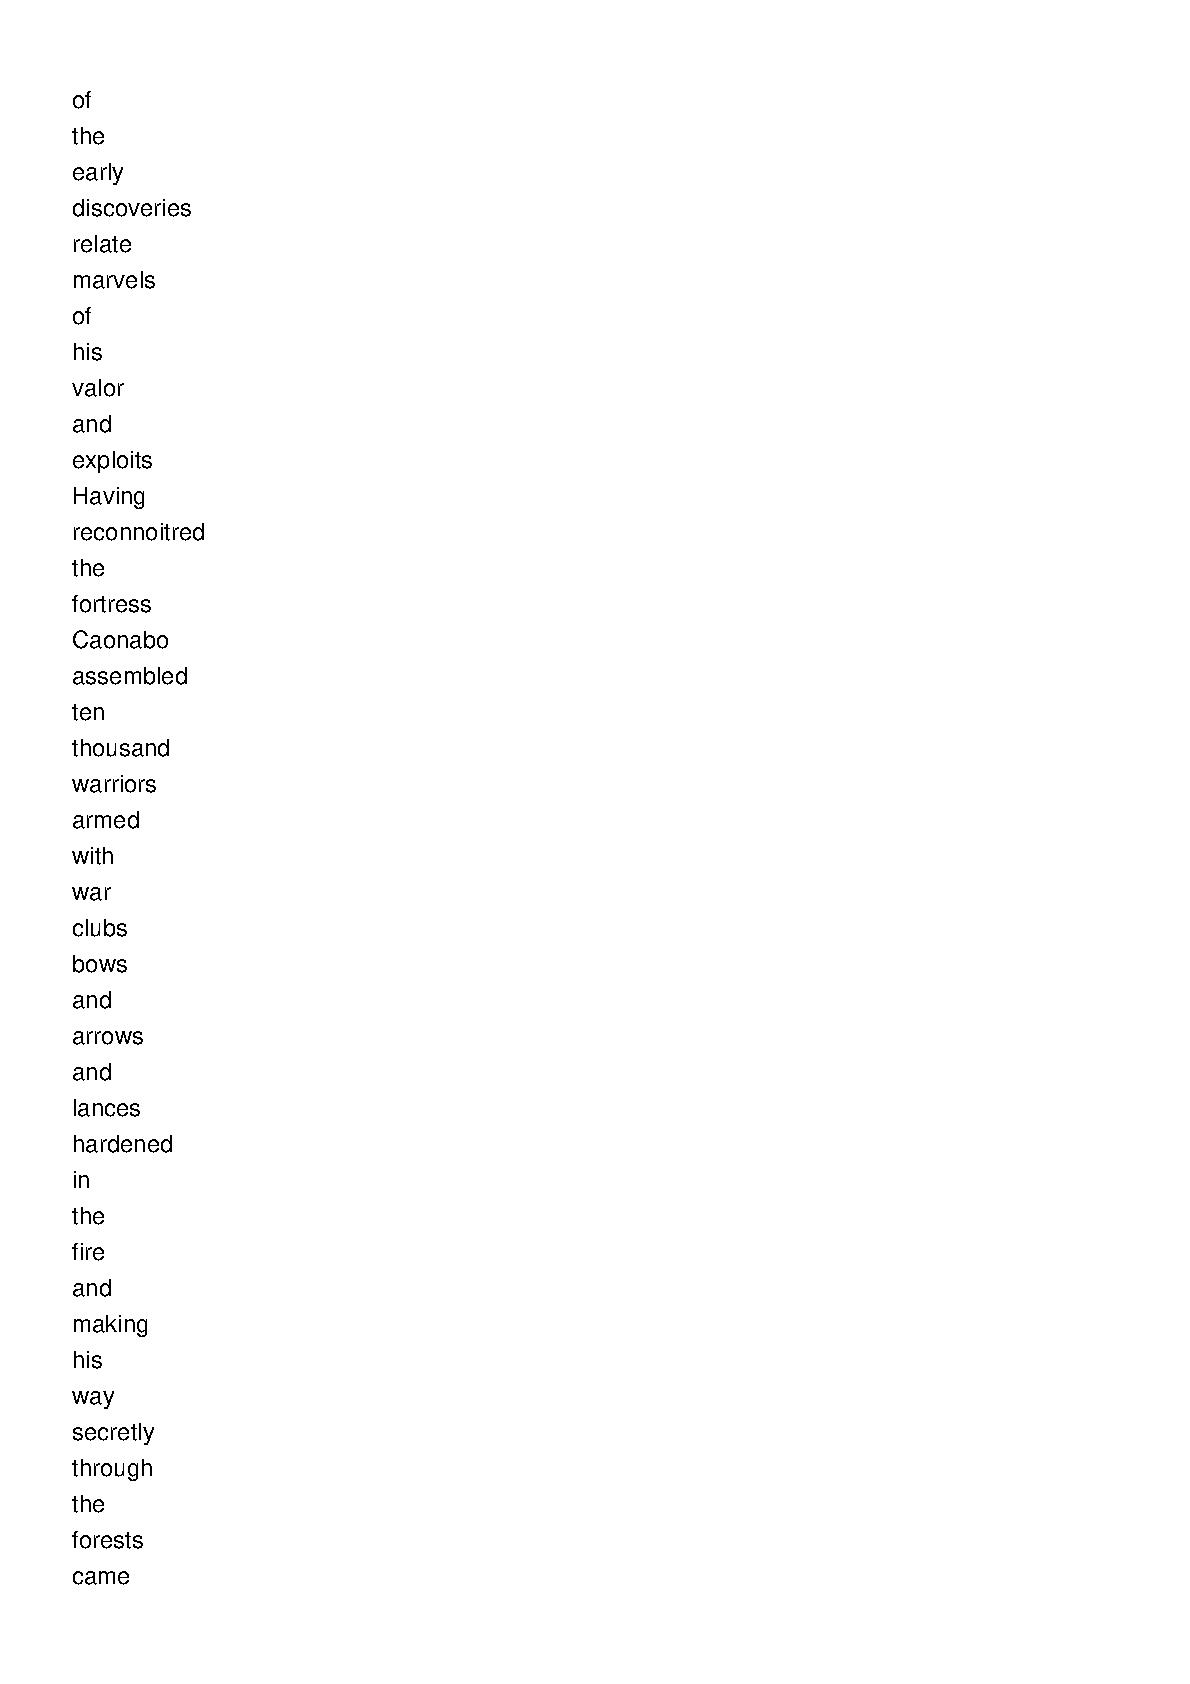 of
the
early
discoveries
relate
marvels
of
his
valor
and
exploits
Having
reconnoitred
the
fortress
Caonabo
assembled
ten
thousand
warriors
armed
with
war
clubs
bows
and
arrows
and
lances
hardened
in
the
fire
and
making
his
way
secretly
through
the
forests
came